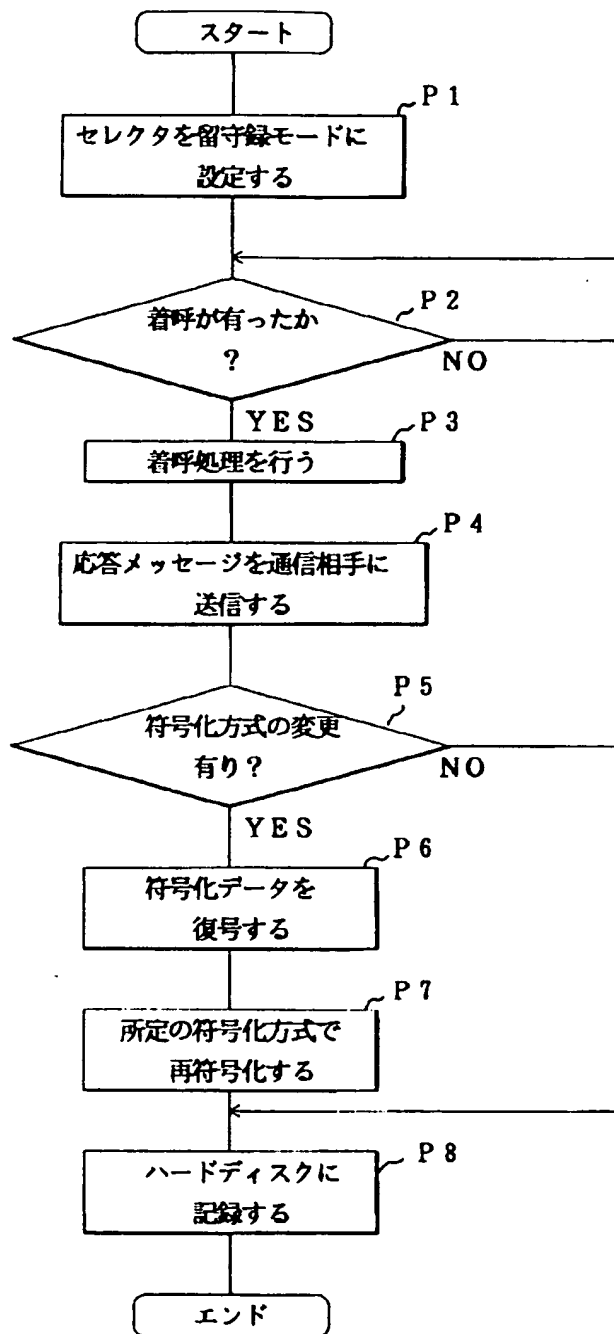 スタート
P1
セレクタを留守録モードに
設定する
P2
着呼が有ったか
?
NO
YES
P3
着呼処理を行う
P4
応答メッセージを通信相手に
送信する
P5
符号化方式の変更
有り?
NO
YES
P6
符号化データを
復号する
P7
所定の符号化方式で
再符号化する
P8
ハードディスクに
記録する
エンド